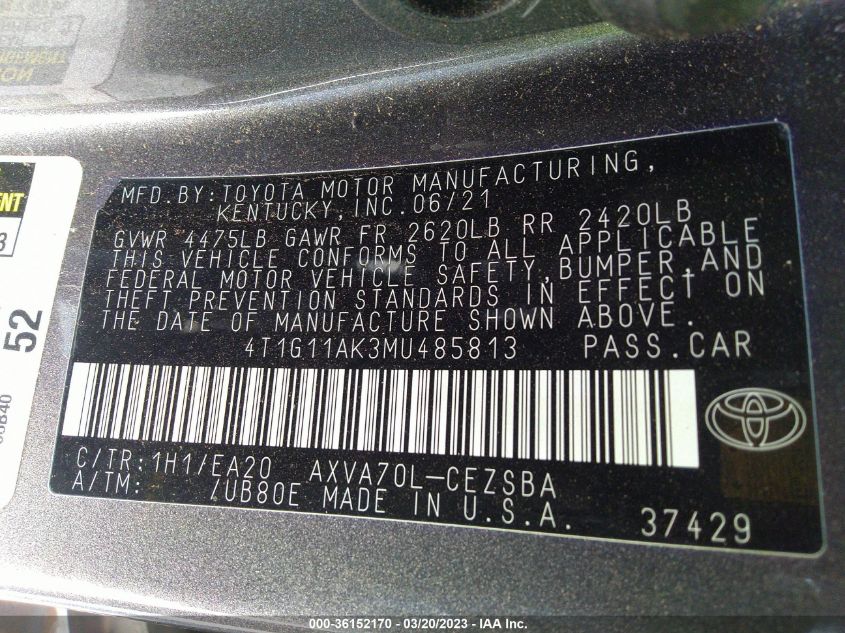 MFD. BY: TOYOTA MOTOR MANUFACTURING,
KENTUCKY, INC. 06/21
GVWR 4475LB GAWR FR 2620LB RR 2420LB
THIS VEHICLE CONFORMS TO ALL APPLICABLE
FEDERAL MOTOR VEHICLE SAFETY, BUMPER, AND
THEFT PREVENTION STANDARDS IN EFFECT ON
THE DATE OF MANUFACTURE SHOWN ABOVE.
4T1G11AK3MU485813 PASS. CAR
C/TR: 1H1/EA20 AXVA70L-CEZSBA
A/TM: /UB80E MADE IN U.S.A.
37429
52
000-36152170 - 03/20/2023 - IAA Inc.